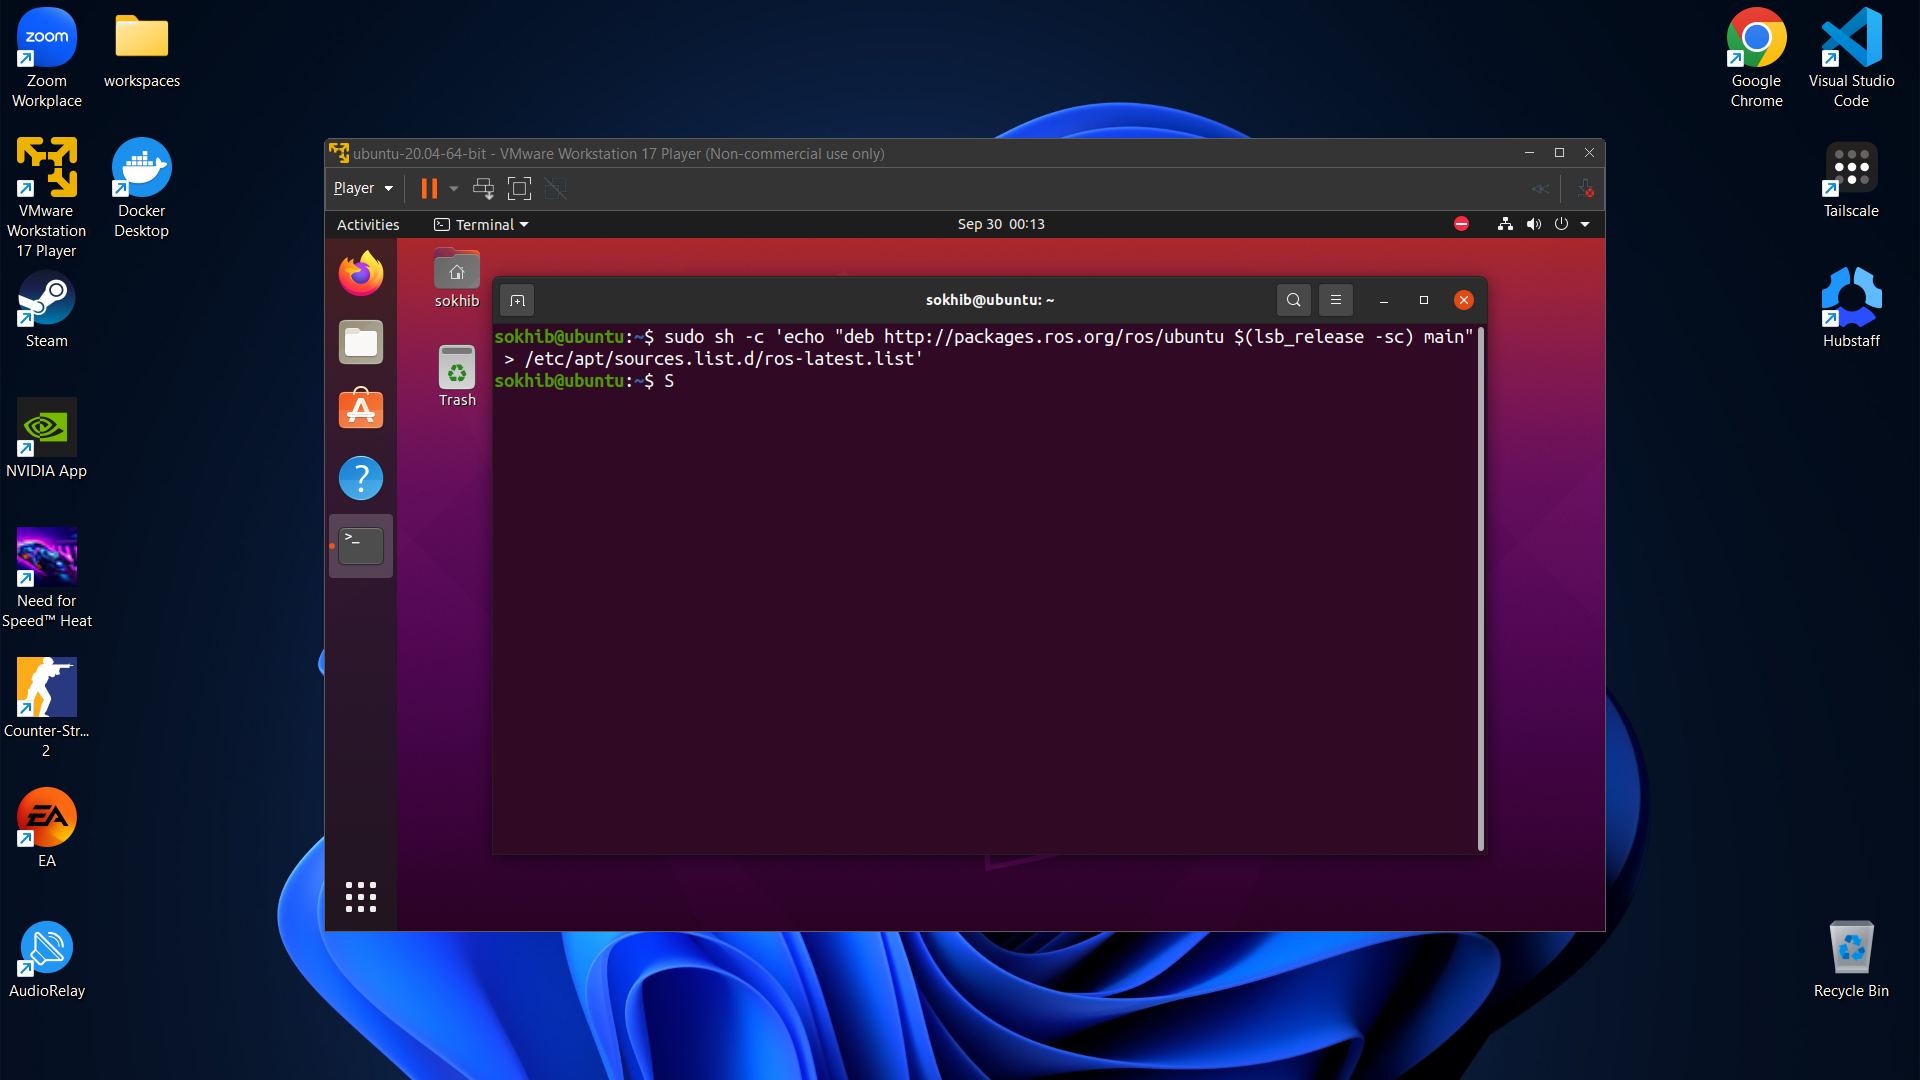 zoom
Zoom
Workplace
workspaces
Google
Chrome
Visual Studio
Code
VMware
Workstation
17 Player
Docker
Desktop
Tailscale
Steam
Hubstaff
NVIDIA App
Need for
Speed™ Heat
Counter-Str...
2
EA
EA
AudioRelay
Recycle Bin
ubuntu-20.04-64-bit - VMware Workstation 17 Player (Non-commercial use only)
Player
Activities
Terminal
Sep 30 00:13
sokhib
Trash
sokhib@ubuntu: ~
sokhib@ubuntu:~$ sudo sh -c 'echo "deb http://packages.ros.org/ros/ubuntu $(lsb_release -sc) main"
> /etc/apt/sources.list.d/ros-latest.list'
sokhib@ubuntu:~$ S